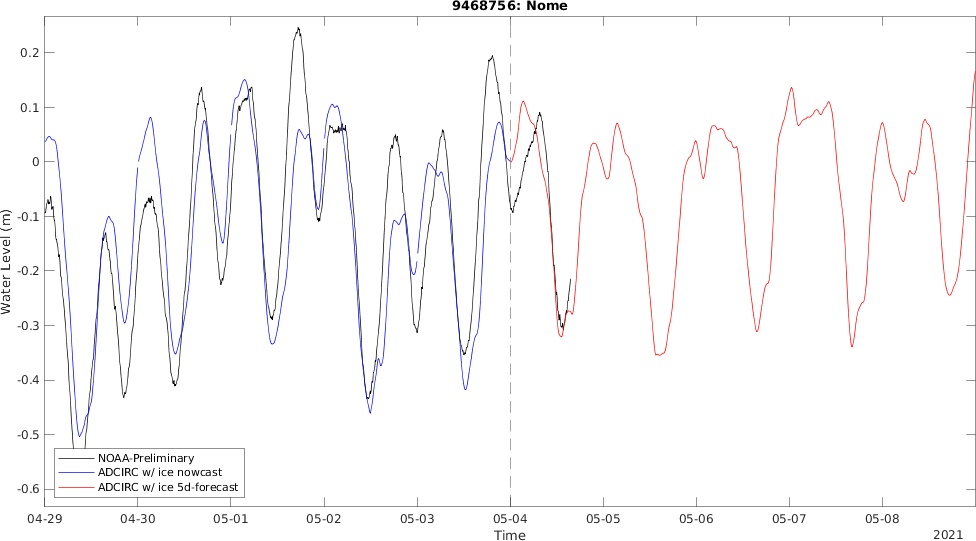 9468756: Nome
0.2
0.1
0
-0.1
-0.2
-0.3
-0.4
-0.5
-0.6
Water Level (m)
NOAA-Preliminary
ADCIRC w/ ice nowcast
ADCIRC w/ ice 5d-forecast
04-29 04-30 05-01 05-02 05-03 05-04 05-05 05-06 05-07 05-08
Time
2021